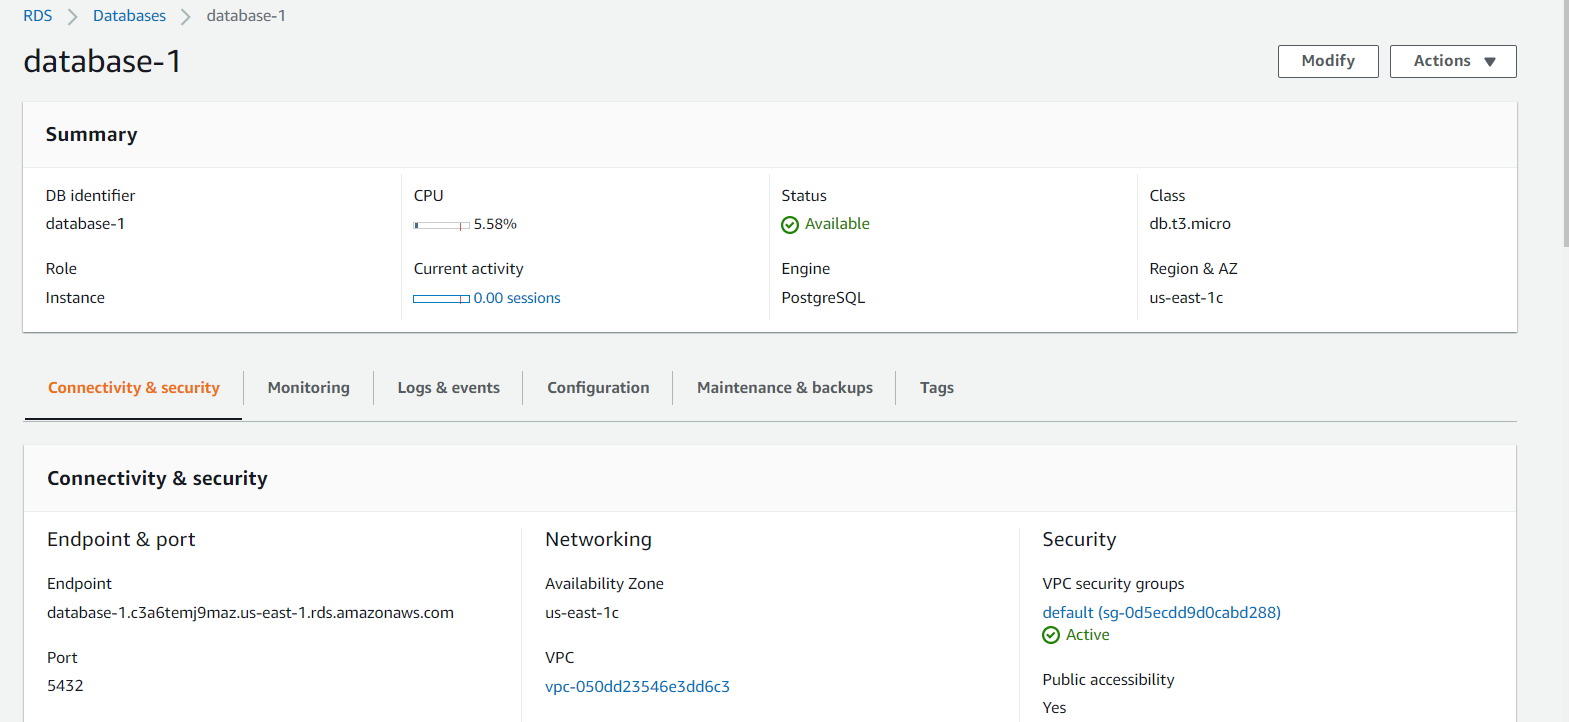 RDS > Databases > database-1
database-1
Modify
Actions
Summary
DB identifier
database-1
CPU
5.58%
Status
Available
Class
db.t3.micro
Role
Instance
Current activity
0.00 sessions
Engine
PostgreSQL
Region & AZ
us-east-1c
Connectivity & security
Monitoring
Logs & events
Configuration
Maintenance & backups
Tags
Connectivity & security
Endpoint & port
Endpoint
database-1.c3a6temj9maz.us-east-1.rds.amazonaws.com
Port
5432
Networking
Availability Zone
us-east-1c
VPC
vpc-050dd23546e3dd6c3
Security
VPC security groups
default (sg-0d5ecdd9d0cabd288)
Active
Public accessibility
Yes